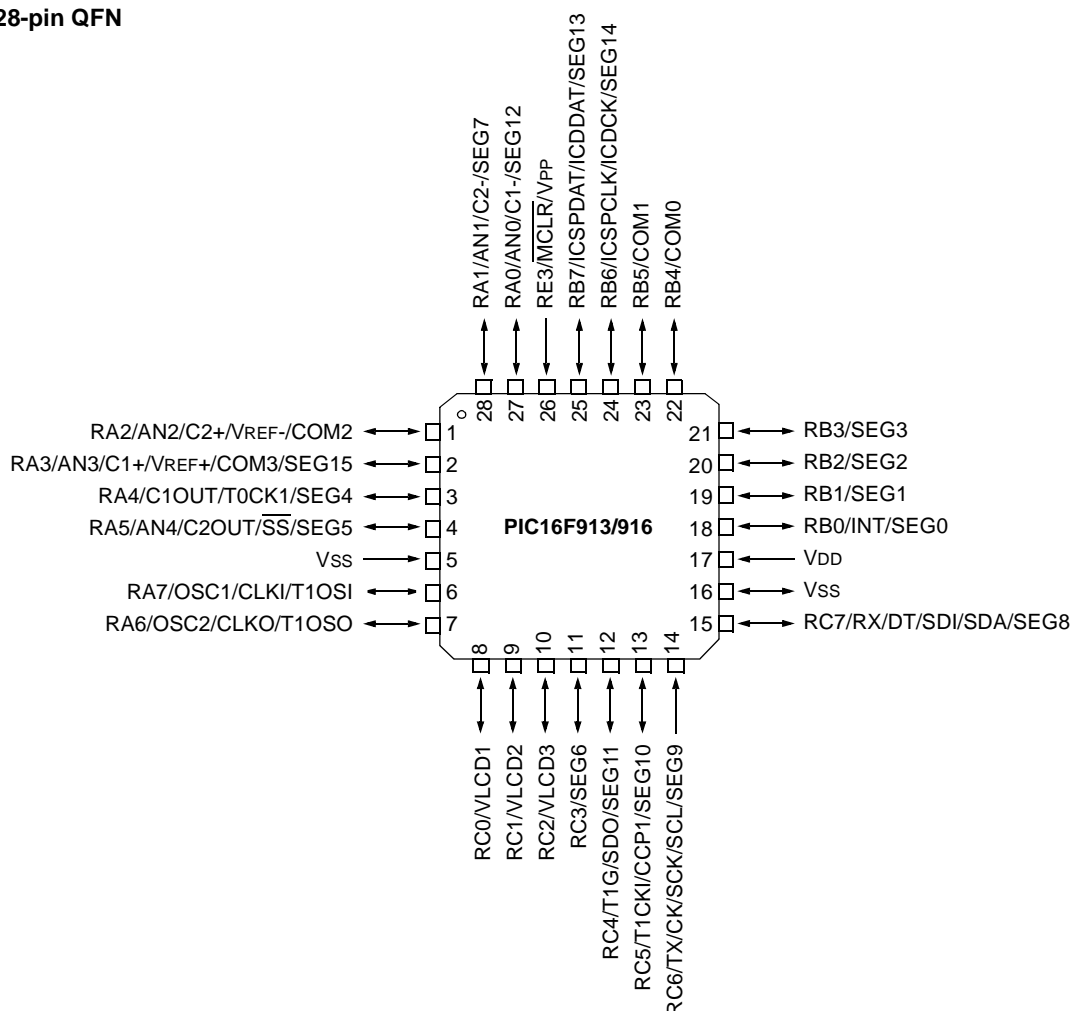 28-pin QFN
RA1/AN1/C2-/SEG7
RA0/AN0/C1-/SEG12
RE3/MCLR/VPP
RB7/ICSPDAT/ICDDAT/SEG13
RB6/ICSPCLK/ICDCK/SEG14
RB5/COM1
RB4/COM0
28 27 26 25 24 23 22
RA2/AN2/C2+/VREF-/COM2 1
RA3/AN3/C1+/VREF+/COM3/SEG15 2
RA4/C1OUT/T0CK1/SEG4 3
RA5/AN4/C2OUT/SS/SEG5 4
VSS 5
RA7/OSC1/CLKI/T1OSI 6
RA6/OSC2/CLKO/T1OSO 7
PIC16F913/916
21 RB3/SEG3
20 RB2/SEG2
19 RB1/SEG1
18 RB0/INT/SEG0
17 VDD
16 VSS
15 RC7/RX/DT/SDI/SDA/SEG8
8 9 10 11 12 13 14
RC0/VLCD1
RC1/VLCD2
RC2/VLCD3
RC3/SEG6
RC4/T1G/SDO/SEG11
RC5/T1CKI/CCP1/SEG10
RC6/TX/CK/SCK/SCL/SEG9